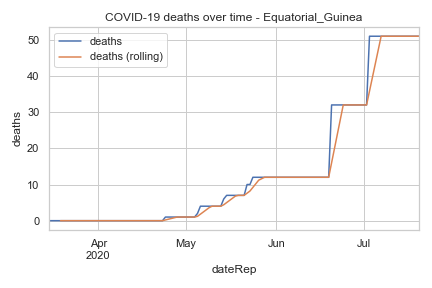 COVID-19 deaths over time - Equatorial_Guinea
deaths
deaths (rolling)
50
40
30
20
10
0
deaths
Apr
2020
May
Jun
Jul
dateRep